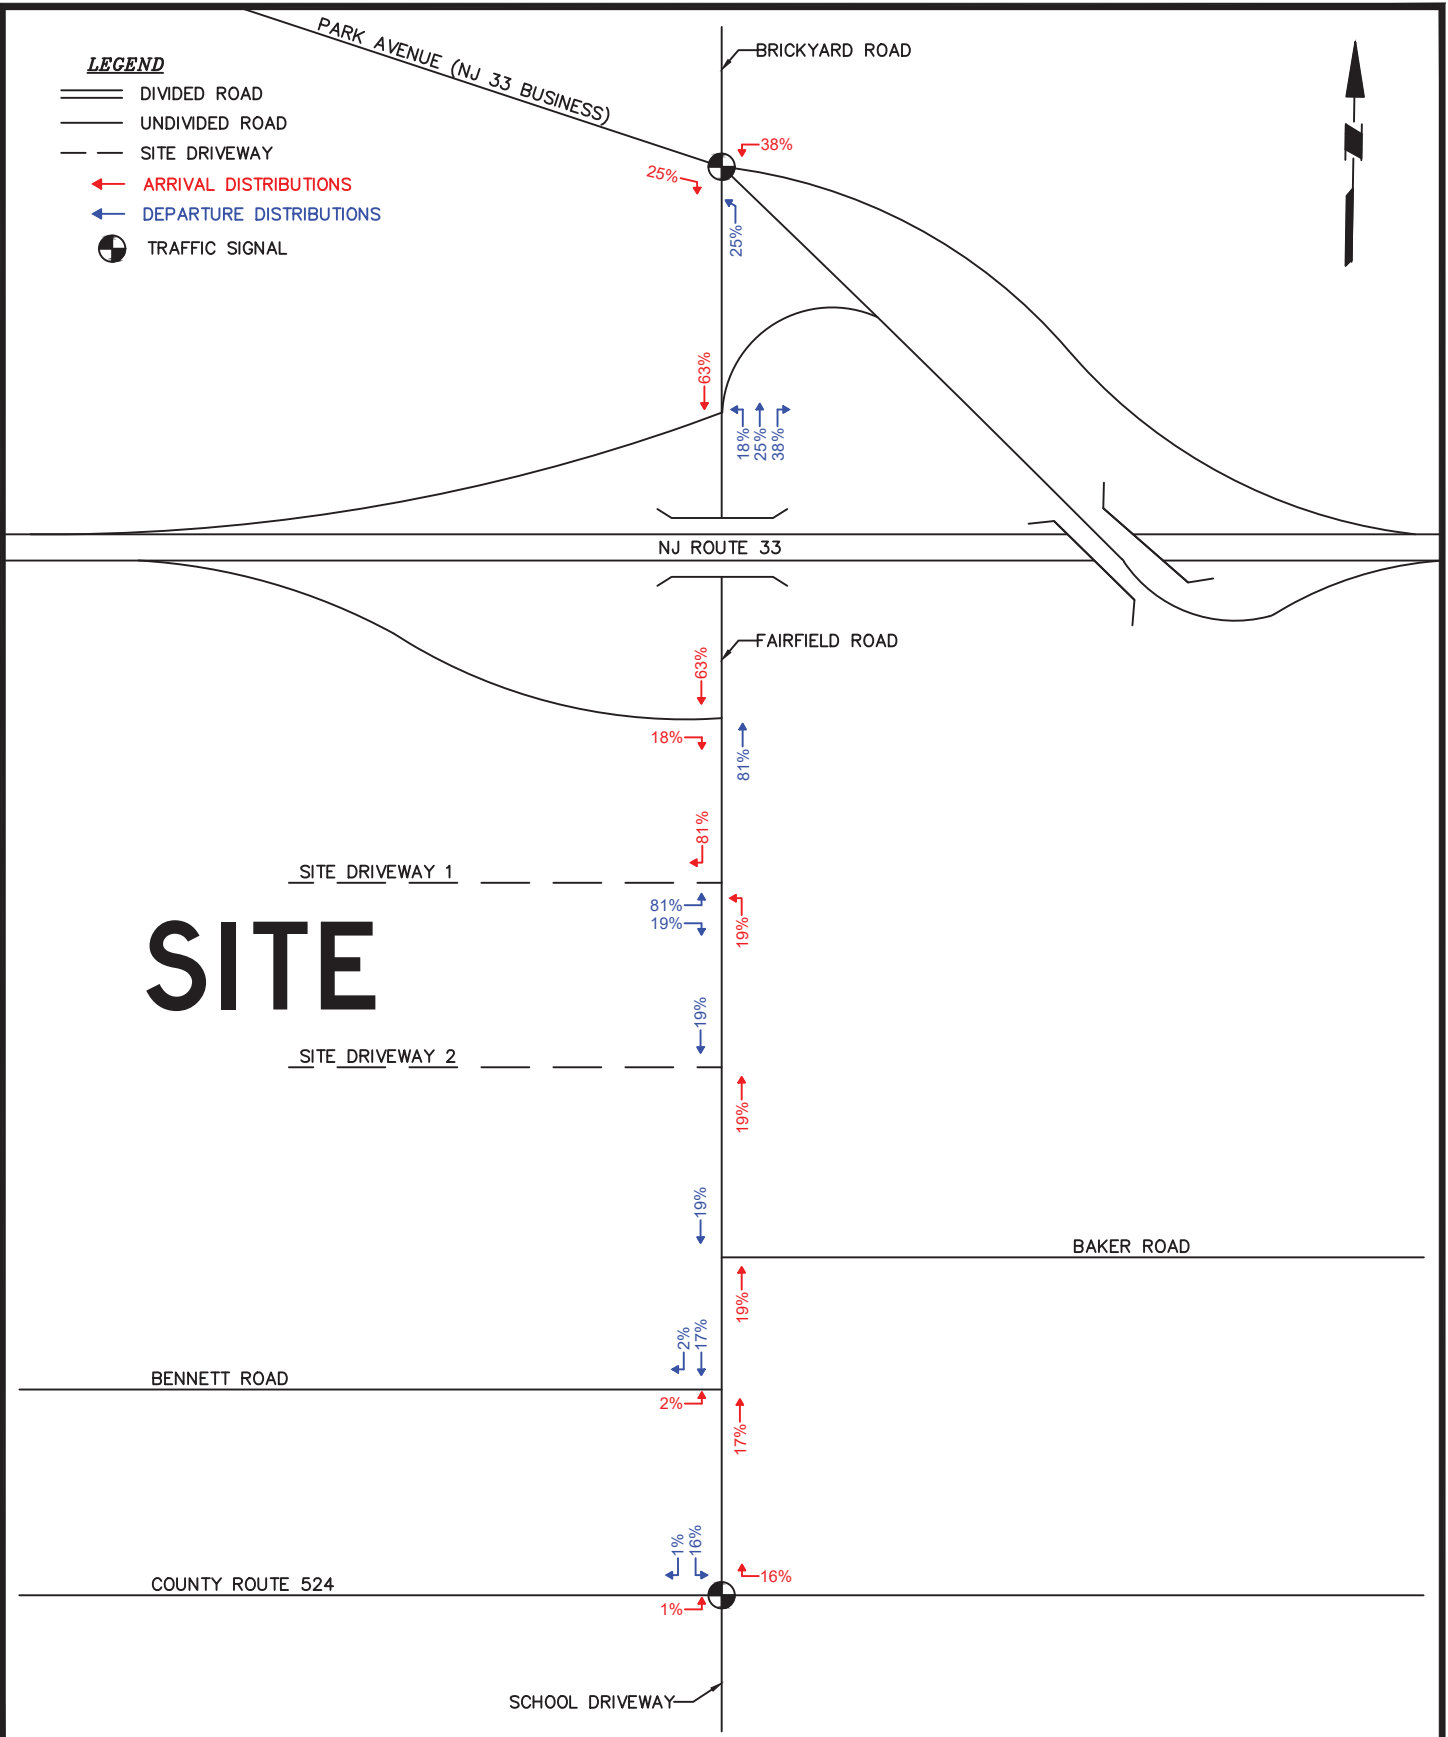 PARK AVENUE (NJ 33 BUSINESS)
BRICKYARD ROAD
LEGEND
DIVIDED ROAD
UNDIVIDED ROAD
SITE DRIVEWAY
ARRIVAL DISTRIBUTIONS
DEPARTURE DISTRIBUTIONS
TRAFFIC SIGNAL
N
38%
25%
25%
63%
18%
25%
38%
NJ ROUTE 33
FAIRFIELD ROAD
63%
18%
81%
81%
SITE DRIVEWAY 1
81%
19%
19%
SITE
19%
SITE DRIVEWAY 2
19%
19%
BAKER ROAD
19%
2%
17%
BENNETT ROAD
2%
17%
1%
16%
COUNTY ROUTE 524
16%
1%
SCHOOL DRIVEWAY